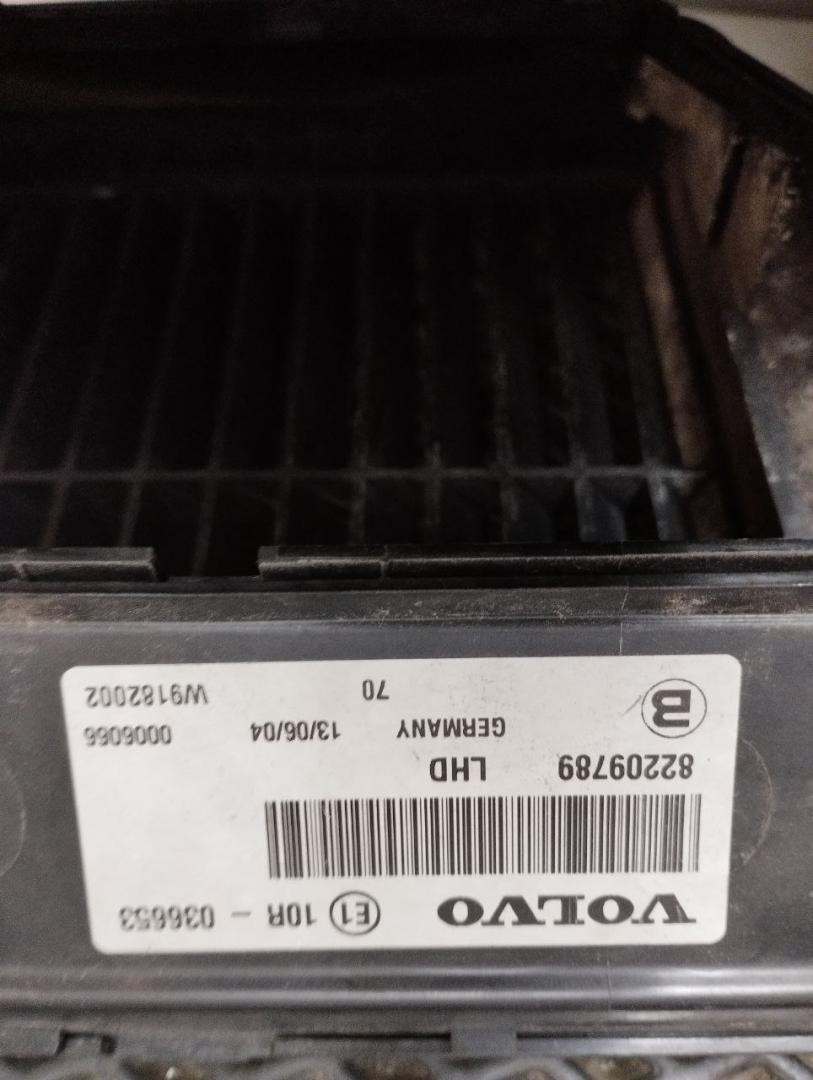 VOLVO E1 10R - 036653
82209789 LHD
GERMANY 13/06/04 0006066
B 70 W9182002